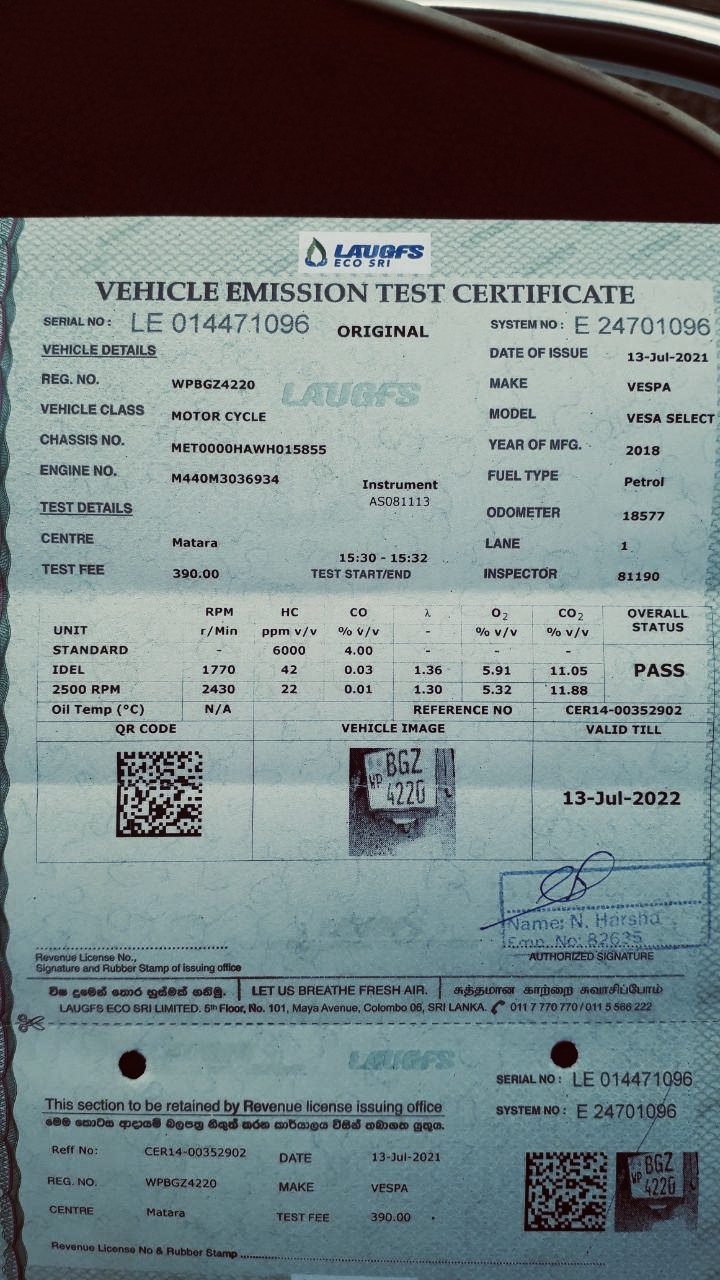 LAUGFS
ECO SRI
VEHICLE EMISSION TEST CERTIFICATE
SERIAL NO : LE 014471096 ORIGINAL SYSTEM NO : E 24701096
VEHICLE DETAILS DATE OF ISSUE 13-Jul-2021
REG. NO. WPBGZ4220 LAUGFS MAKE VESPA
VEHICLE CLASS MOTOR CYCLE MODEL VESA SELECT
CHASSIS NO. MET0000HAWH015855 YEAR OF MFG. 2018
ENGINE NO. M440M3036934 Instrument FUEL TYPE Petrol
AS081113
TEST DETAILS ODOMETER 18577
CENTRE Matara 15:30 - 15:32 LANE 1
TEST FEE 390.00 TEST START/END INSPECTOR 81190
RPM HC CO λ O2 CO2 OVERALL STATUS
UNIT r/Min ppm v/v % v/v - % v/v % v/v
STANDARD - 6000 4.00 - - -
IDEL 1770 42 0.03 1.36 5.91 11.05 PASS
2500 RPM 2430 22 0.01 1.30 5.32 11.88
Oil Temp (°C) N/A REFERENCE NO CER14-00352902
QR CODE VEHICLE IMAGE VALID TILL
BGZ
WP 4220
13-Jul-2022
Name: N. Harsha
Emp. No: 82635
Revenue License No.,
Signature and Rubber Stamp of issuing office AUTHORIZED SIGNATURE
විෂ දුමෙන් තොර හුස්මක් ගනිමු. LET US BREATHE FRESH AIR. சுத்தமான காற்றை சுவாசிப்போம்
LAUGFS ECO SRI LIMITED. 5th Floor, No. 101, Maya Avenue, Colombo 06, SRI LANKA. 011 7 770 770 / 011 5 566 222
LAUGFS
SERIAL NO : LE 014471096
This section to be retained by Revenue license issuing office SYSTEM NO : E 24701096
මෙම කොටස ආදායම් බලපත්‍ර නිකුත් කරන කාර්යාලය විසින් තබාගත යුතුය.
Reff No: CER14-00352902 DATE 13-Jul-2021
REG. NO. WPBGZ4220 MAKE VESPA
CENTRE Matara TEST FEE 390.00
BGZ
WP 4220
Revenue License No & Rubber Stamp